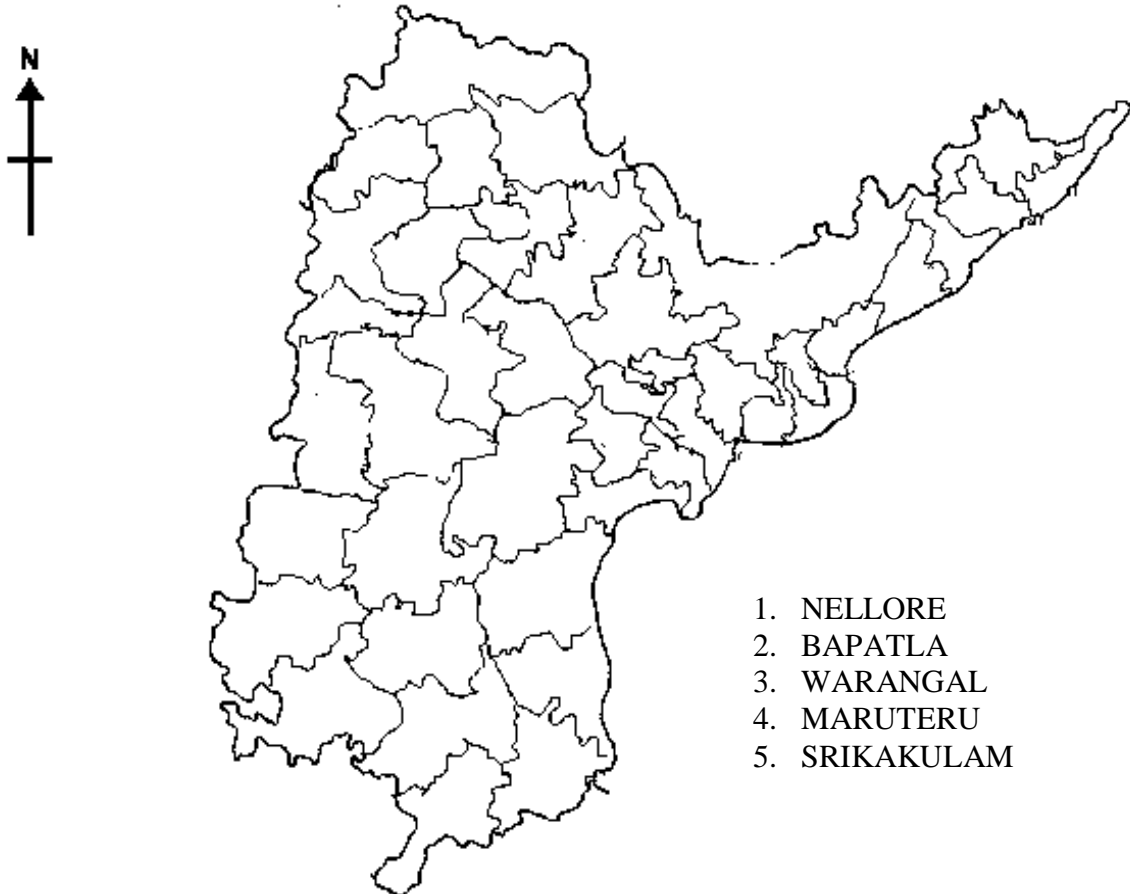 N
1. NELLORE
2. BAPATLA
3. WARANGAL
4. MARUTERU
5. SRIKAKULAM